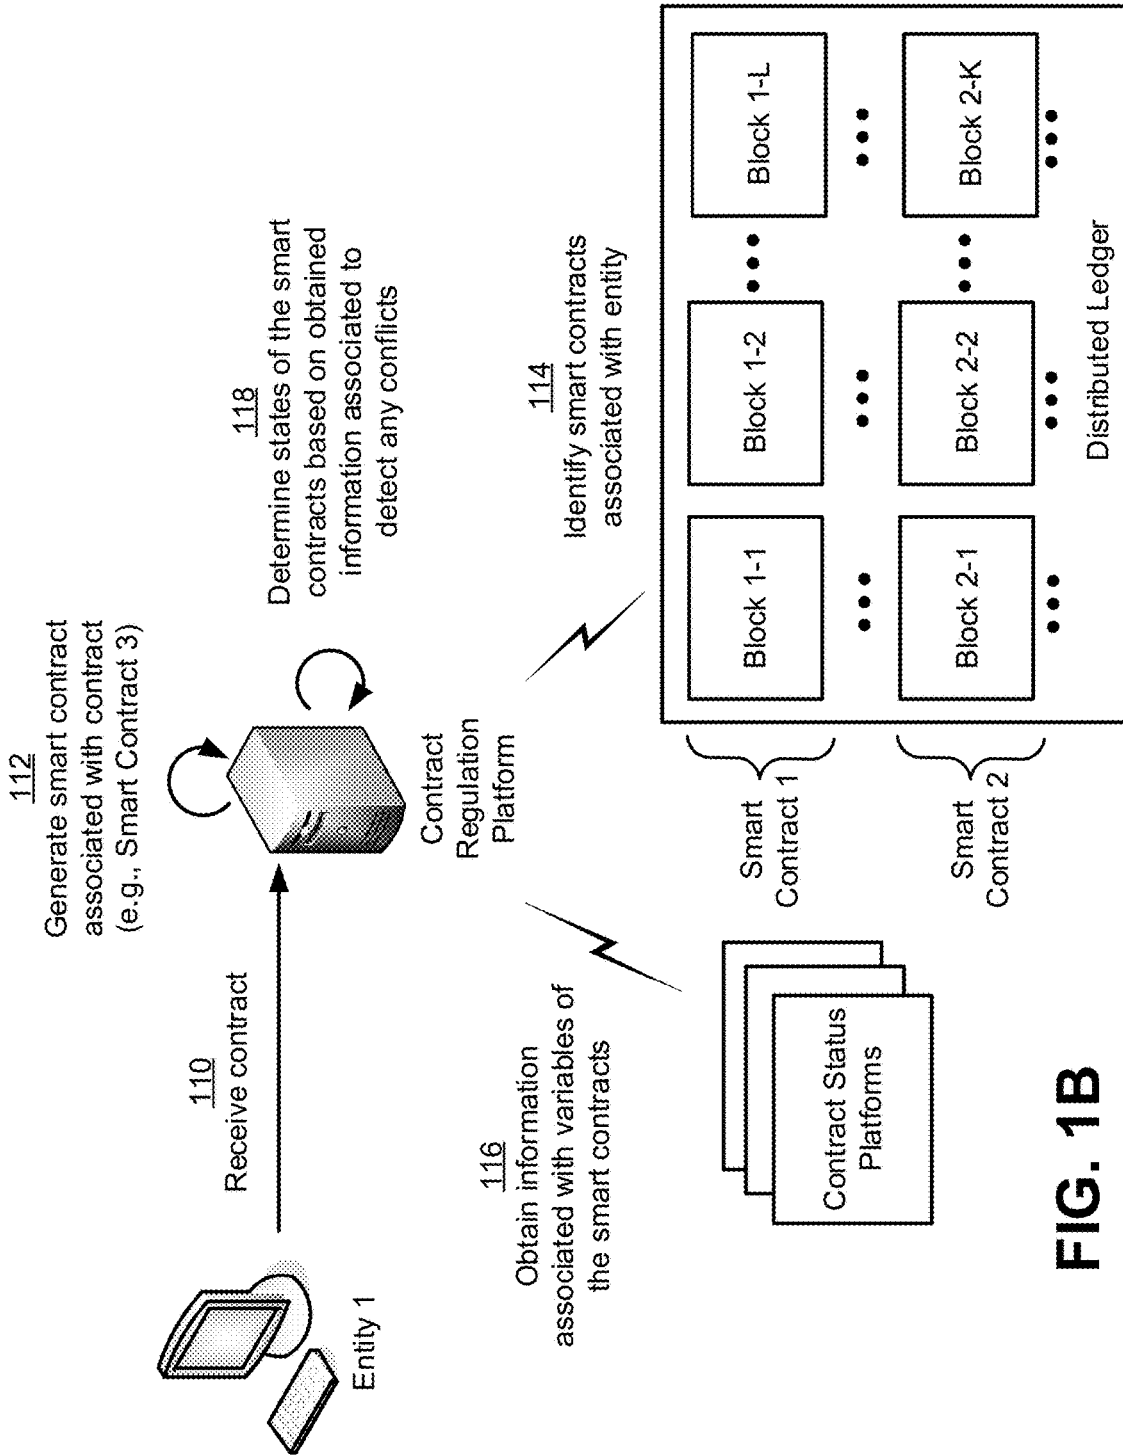 112
Generate smart contract
associated with contract
(e.g., Smart Contract 3)
110
Receive contract
Entity 1
Contract
Regulation
Platform
118
Determine states of the smart
contracts based on obtained
information associated to
detect any conflicts
116
Obtain information
associated with variables of
the smart contracts
114
Identify smart contracts
associated with entity
Contract Status
Platforms
Smart
Contract 1
Block 1-1
Block 1-2
Block 1-L
Smart
Contract 2
Block 2-1
Block 2-2
Block 2-K
Distributed Ledger
FIG. 1B